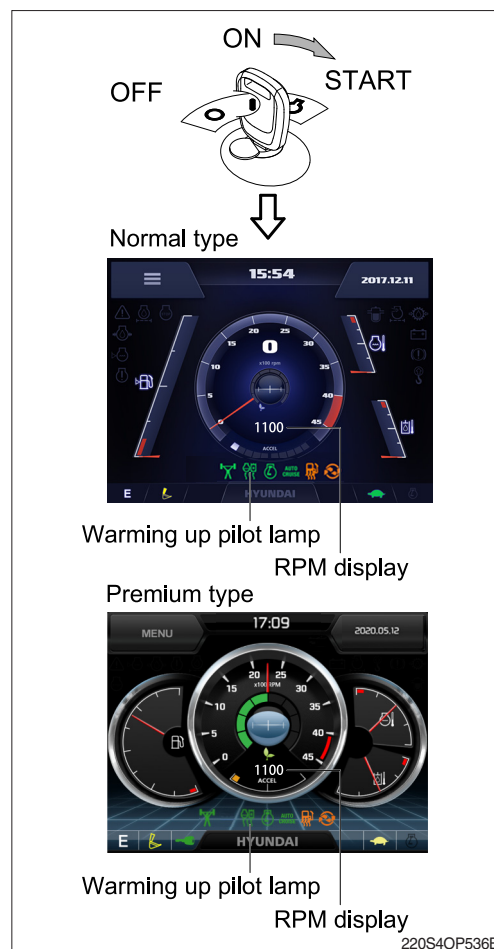 ON
START
OFF
Normal type
15:54
2017.12.11
20 25
15 30
0
x100 rpm
10 35
5 40
0 45
1100
ACCEL
AUTO
CRUISE
E HYUNDAI
Warming up pilot lamp
RPM display
Premium type
17:09
MENU
2020.05.12
20 25
x100RPM
15 30
10 35
5 40
0 45
1100
ACCEL
AUTO
CRUISE
E HYUNDAI
Warming up pilot lamp
RPM display